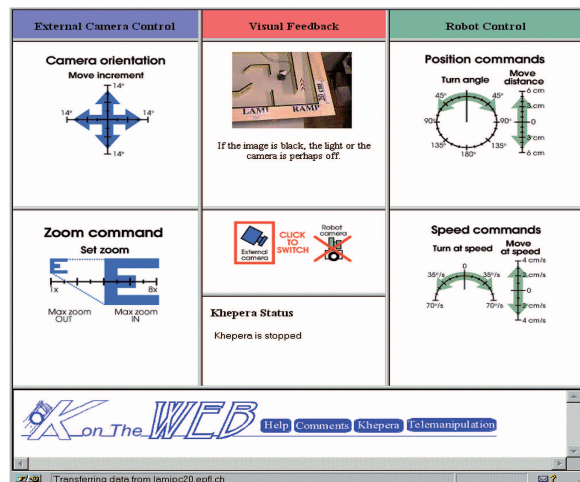 External Camera Control
Visual Feedback
Robot Control
Camera orientation
Move increment
14°
14°
14°
14°
LAMI
RAMP
20 cm
If the image is black, the light or the
camera is perhaps off.
Position commands
Turn angle
Move
distance
45°
45°
90°
90°
135°
135°
180°
6 cm
3 cm
0
3 cm
6 cm
Zoom command
Set zoom
E
E
1x
8x
Max zoom
OUT
Max zoom
IN
External
camera
CLICK
TO
SWITCH
Robot
camera
Khepera Status
Khepera is stopped
Speed commands
Turn at speed
Move
at speed
0
35°/s
35°/s
70°/s
70°/s
4 cm/s
2 cm/s
0
2 cm/s
4 cm/s
K on The WEB
Help
Comments
Khepera
Telemanipulation
Transferring data from lamipc20.epfl.ch